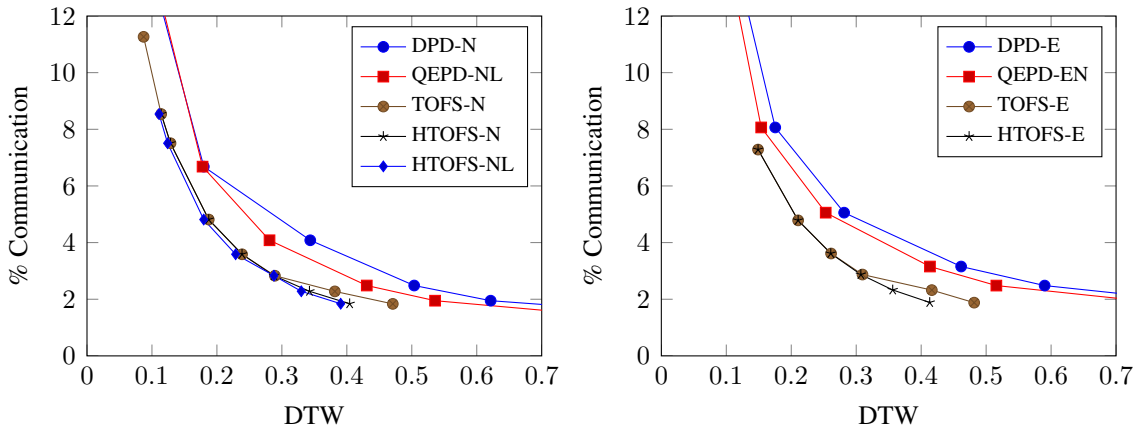 % Communication
12
10
8
6
4
2
0
0
0.1
0.2
0.3
0.4
0.5
0.6
0.7
DTW
DPD-N
QEPD-NL
TOFS-N
HTOFS-N
HTOFS-NL
% Communication
12
10
8
6
4
2
0
0
0.1
0.2
0.3
0.4
0.5
0.6
0.7
DTW
DPD-E
QEPD-EN
TOFS-E
HTOFS-E